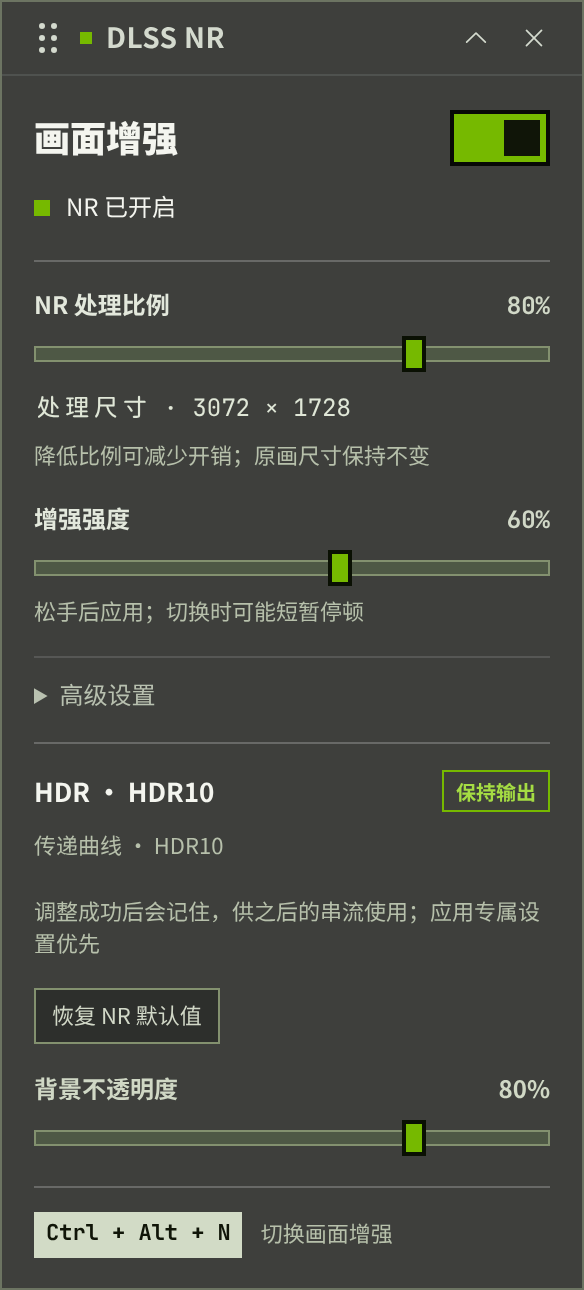 DLSS NR
画面增强
NR 已开启
NR 处理比例 80%
处理尺寸 · 3072 × 1728
降低比例可减少开销；原画尺寸保持不变
增强强度 60%
松手后应用；切换时可能短暂停顿
高级设置
HDR · HDR10 保持输出
传递曲线 · HDR10
调整成功后会记住，供之后的串流使用；应用专属设
置优先
恢复 NR 默认值
背景不透明度 80%
Ctrl + Alt + N 切换画面增强